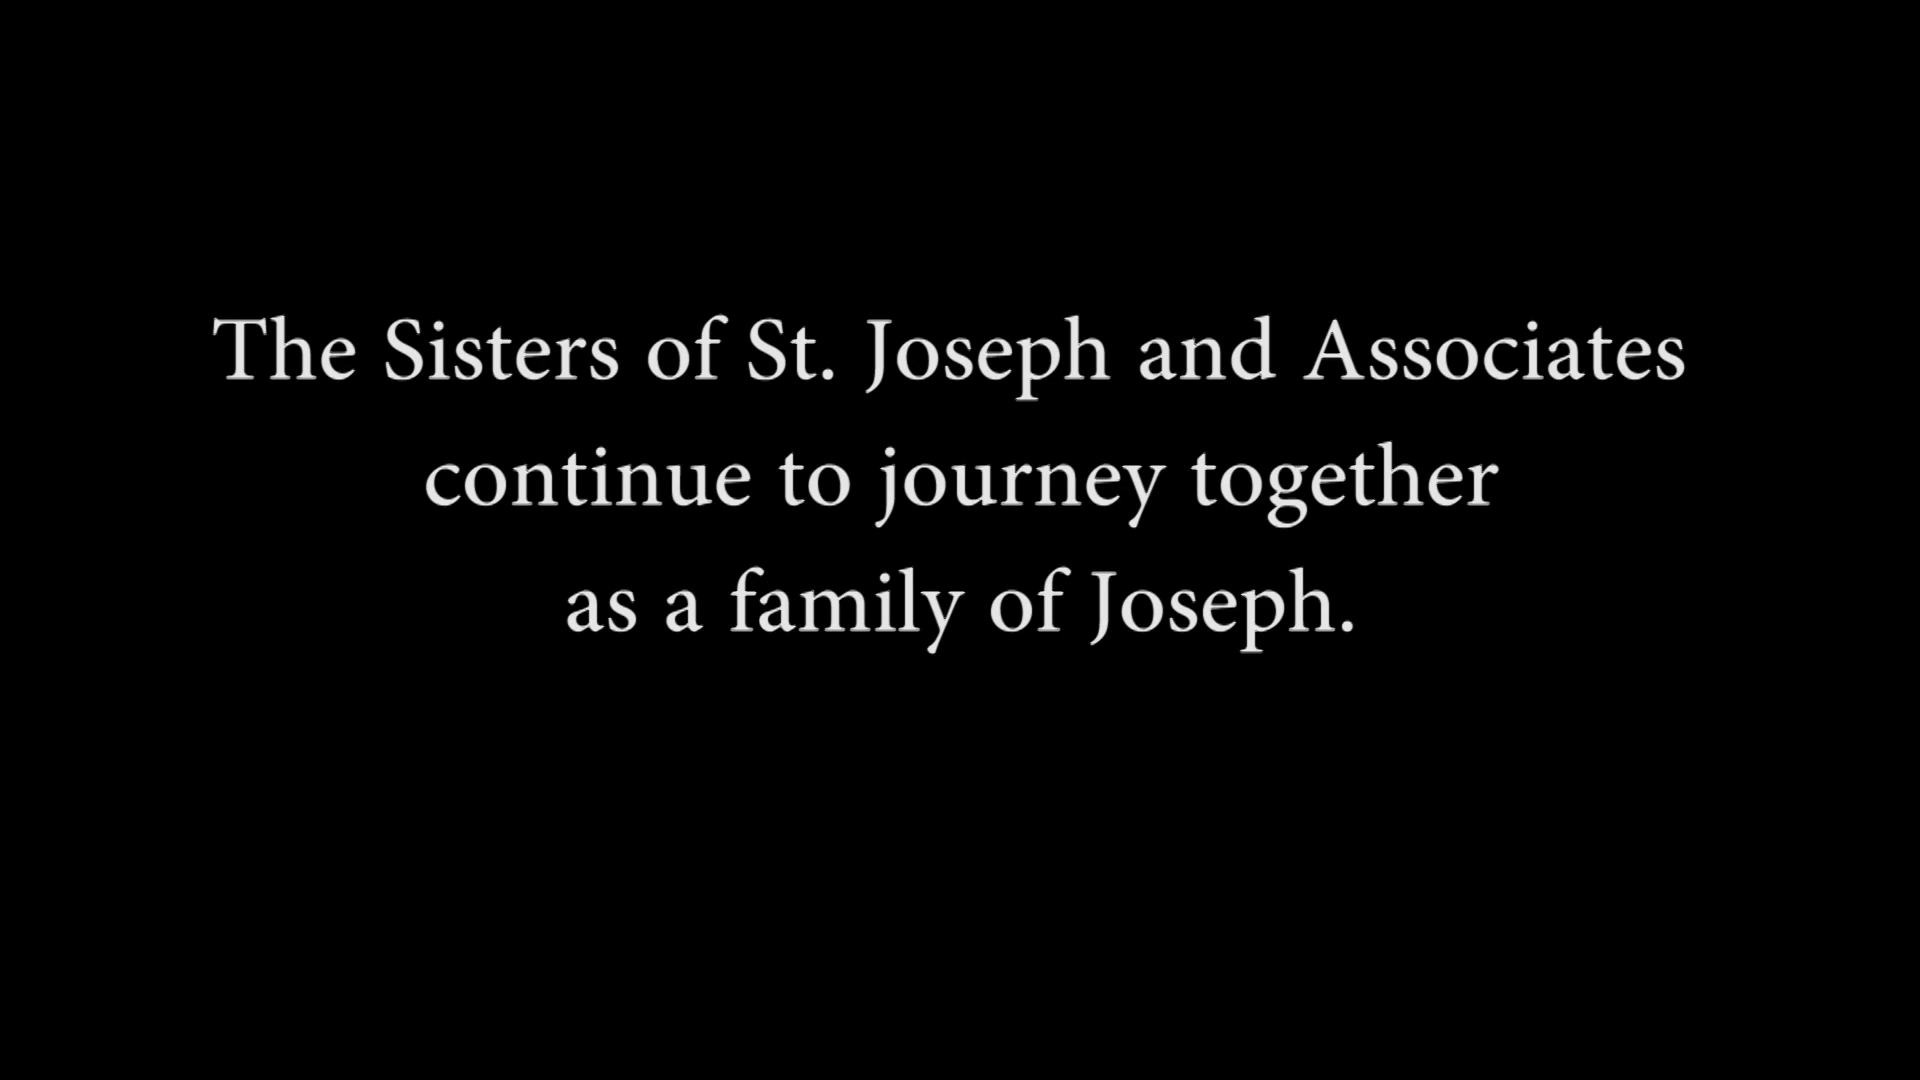 The Sisters of St. Joseph and Associates
continue to journey together
as a family of Joseph.